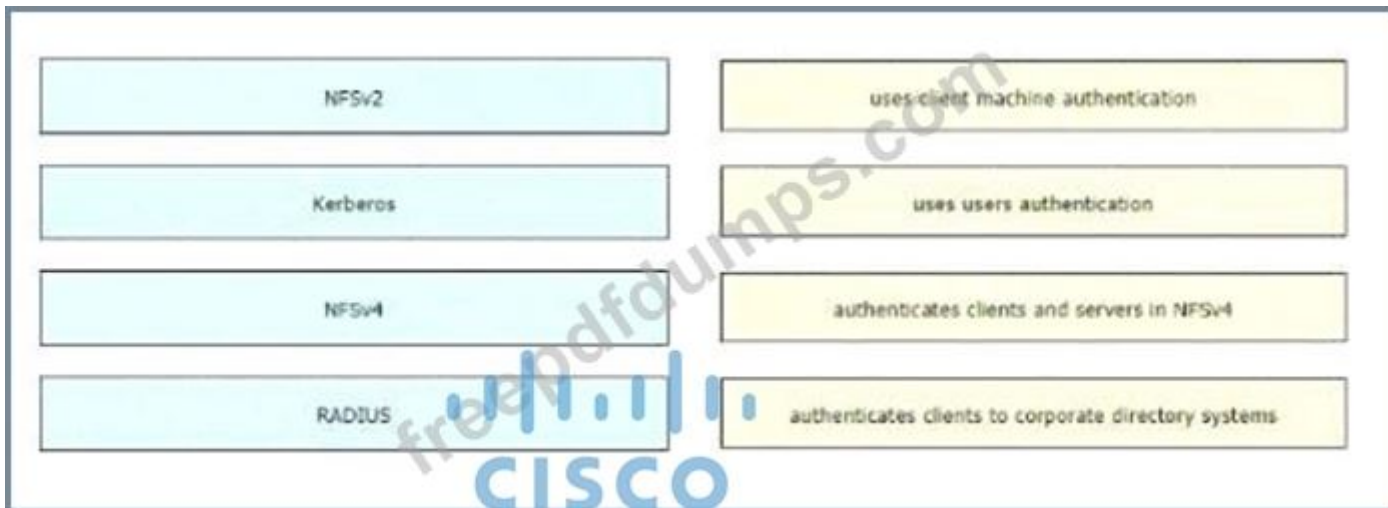 NFSv2
uses client machine authentication
Kerberos
uses users authentication
NFSv4
authenticates clients and servers in NFSv4
RADIUS
authenticates clients to corporate directory systems
freepdfdumps.com
CISCO